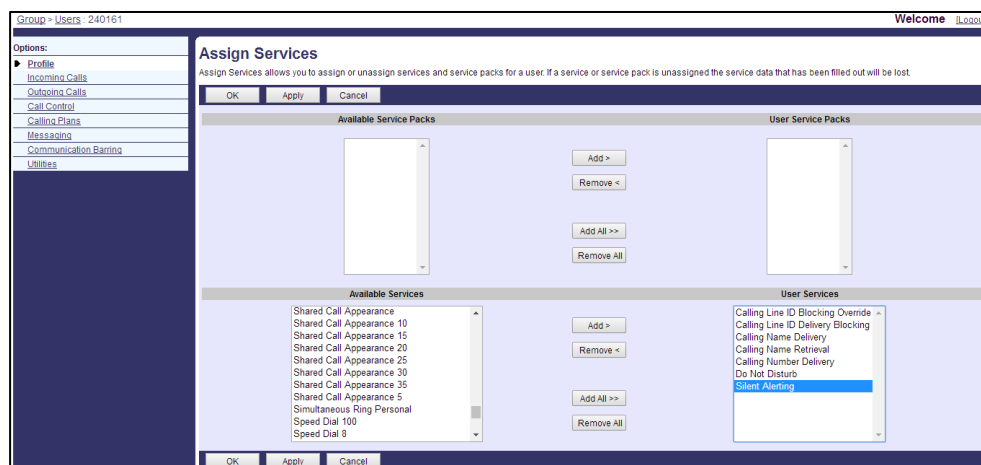 Group > Users : 240161
Welcome [Logou
Options:
Profile
Incoming Calls
Outgoing Calls
Call Control
Calling Plans
Messaging
Communication Barring
Utilities
Assign Services
Assign Services allows you to assign or unassign services and service packs for a user. If a service or service pack is unassigned the service data that has been filled out will be lost.
OK Apply Cancel
Available Service Packs User Service Packs
Add >
Remove <
Add All >>
Remove All
Available Services User Services
Shared Call Appearance
Shared Call Appearance 10
Shared Call Appearance 15
Shared Call Appearance 20
Shared Call Appearance 25
Shared Call Appearance 30
Shared Call Appearance 35
Shared Call Appearance 5
Simultaneous Ring Personal
Speed Dial 100
Speed Dial 8
Add >
Remove <
Add All >>
Remove All
Calling Line ID Blocking Override
Calling Line ID Delivery Blocking
Calling Name Delivery
Calling Name Retrieval
Calling Number Delivery
Do Not Disturb
Silent Alerting
OK Apply Cancel